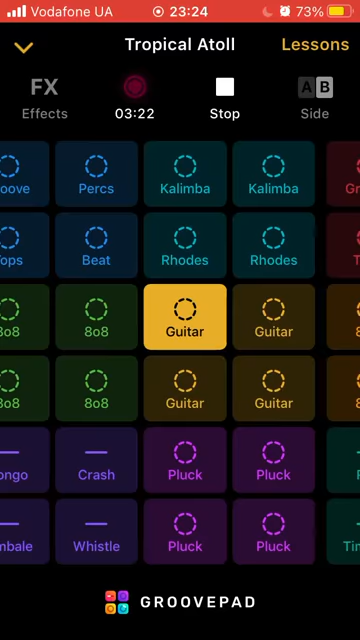 Vodafone UA 23:24 73%
Tropical Atoll Lessons
FX A B
Effects 03:22 Stop Side
oove Percs Kalimba Kalimba Gr
ops Beat Rhodes Rhodes
8o8 8o8 Guitar Guitar
8o8 8o8 Guitar Guitar
ongo Crash Pluck Pluck
mbale Whistle Pluck Pluck Tim
GROOVEPAD